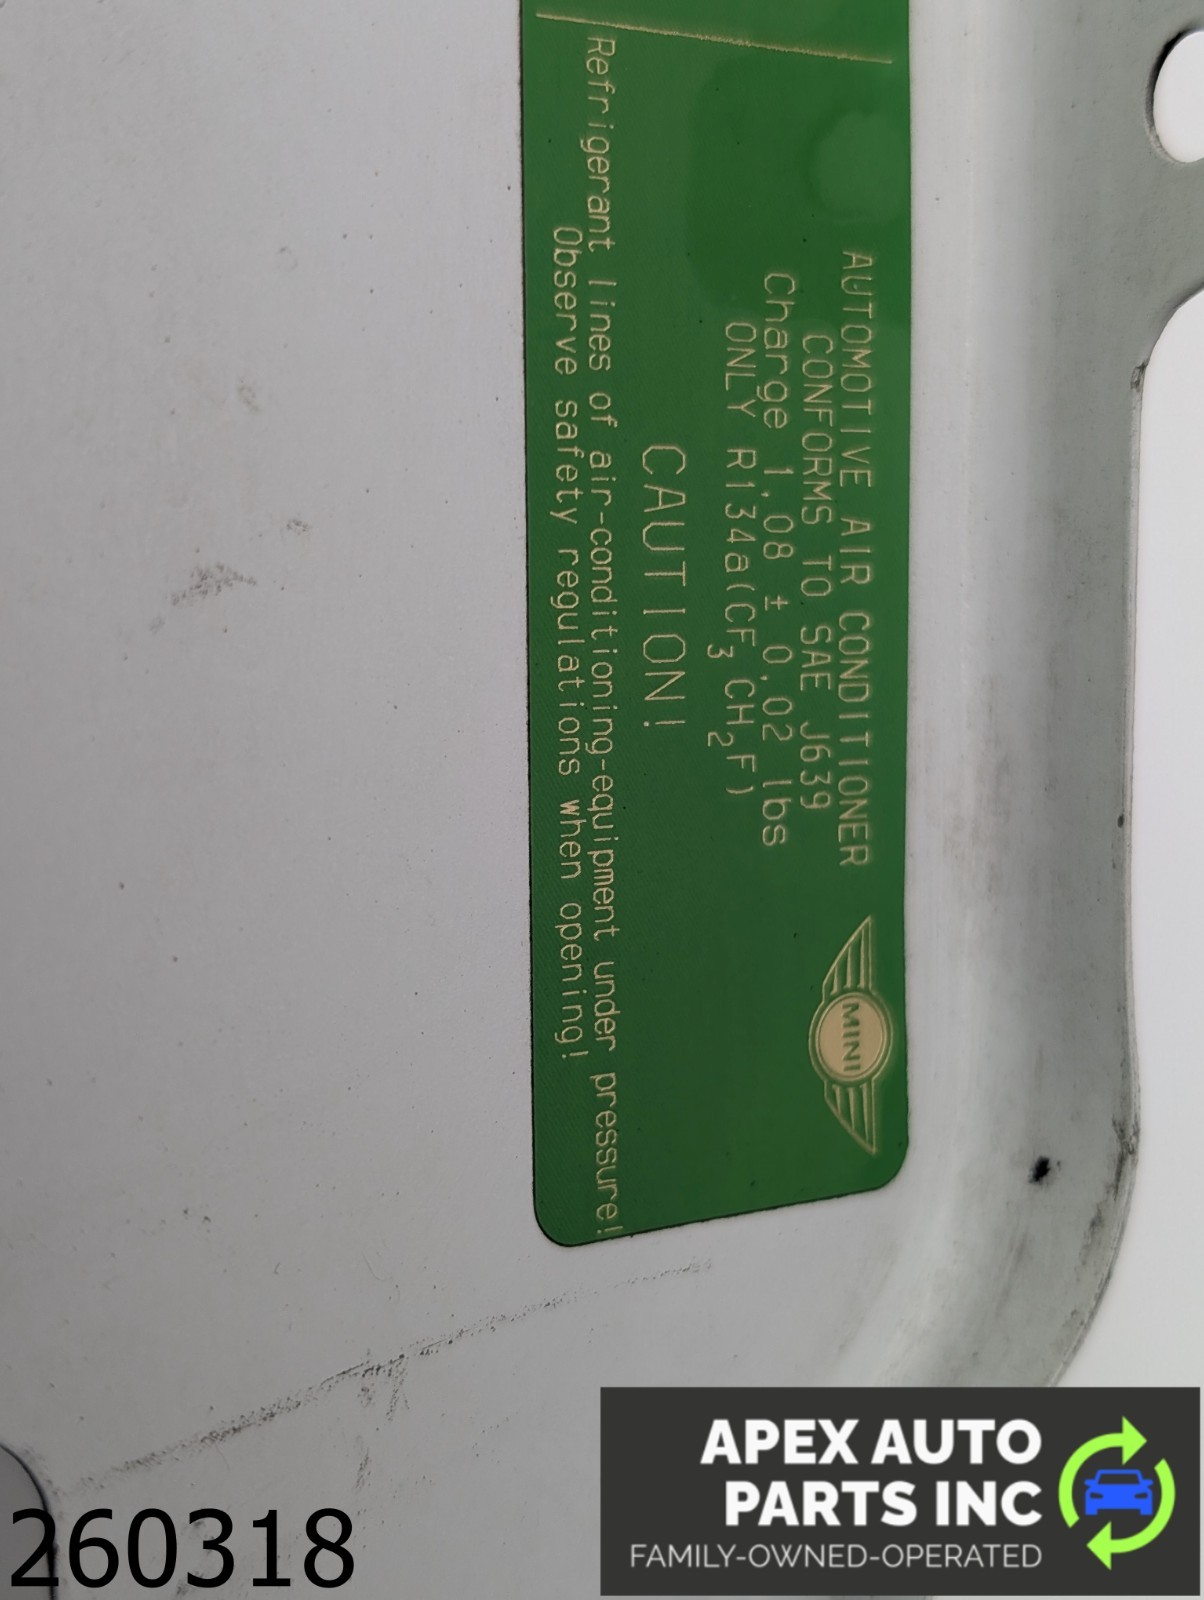 AUTOMOTIVE AIR CONDITIONER
CONFORMS TO SAE J639
Charge 1,08 ± 0,02 lbs
ONLY R134a(CF3CH2F)
CAUTION!
Refrigerant lines of air-conditioning-equipment under pressure!
Observe safety regulations when opening!
MINI
260318
APEX AUTO
PARTS INC
FAMILY-OWNED-OPERATED